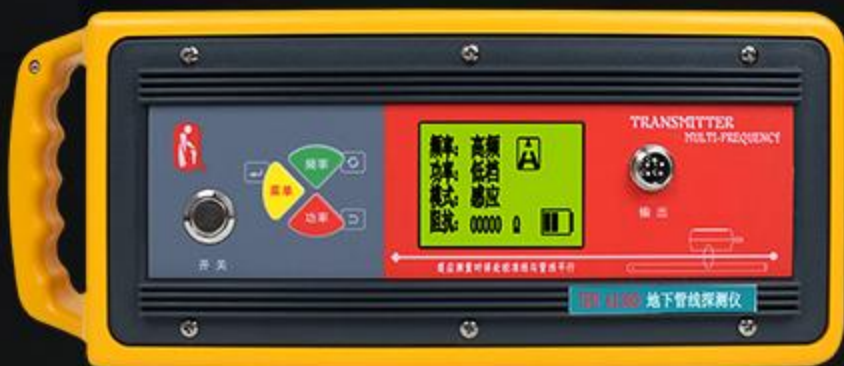 TRANSMITTER
MULTI-FREQUENCY
频率
菜单
功率
开关
频率：高频
功率：低档
模式：感应
阻抗：00000 Ω
输出
地下管线探测仪